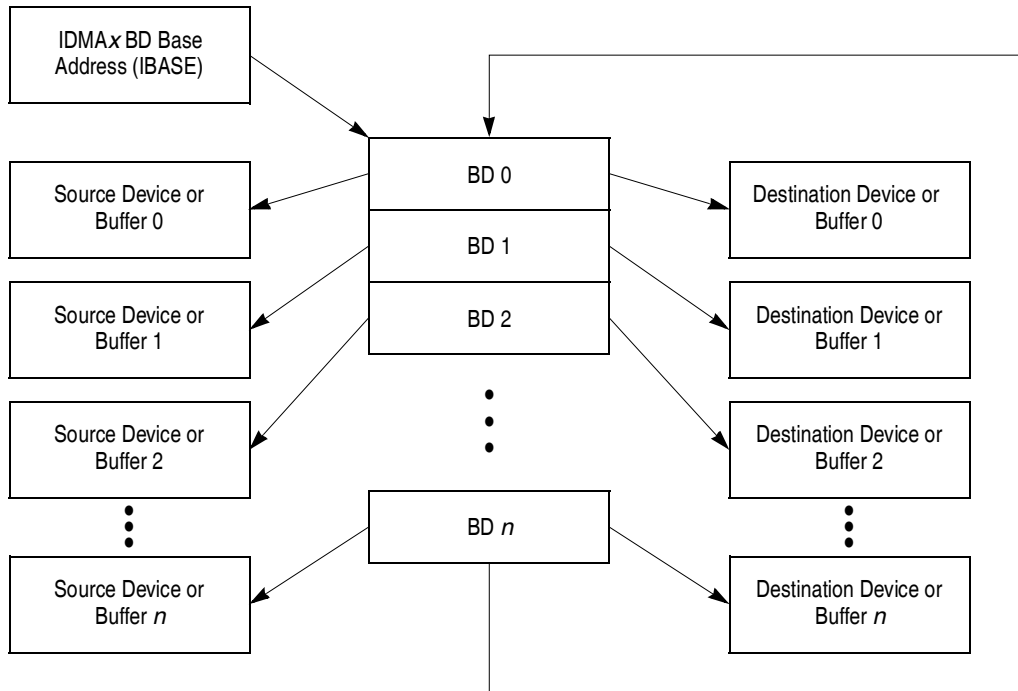 IDMAx BD Base
Address (IBASE)
BD 0
Source Device or
Buffer 0
Destination Device or
Buffer 0
BD 1
Source Device or
Buffer 1
Destination Device or
Buffer 1
BD 2
Source Device or
Buffer 2
Destination Device or
Buffer 2
BD n
Source Device or
Buffer n
Destination Device or
Buffer n